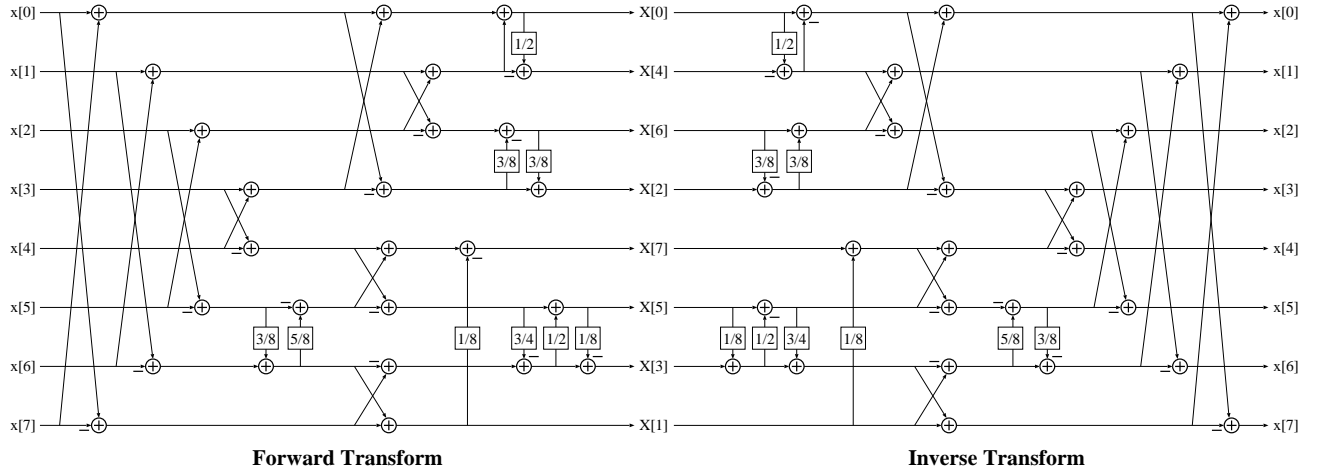 x[0] X[0] x[0]
1/2 1/2
x[1] X[4] x[1]
x[2] X[6] x[2]
3/8 3/8 3/8 3/8
x[3] X[2] x[3]
x[4] X[7] x[4]
x[5] X[5] x[5]
3/8 5/8 1/8 3/4 1/2 1/8 1/8 1/2 3/4 1/8 5/8 3/8
x[6] X[3] x[6]
x[7] X[1] x[7]
Forward Transform Inverse Transform